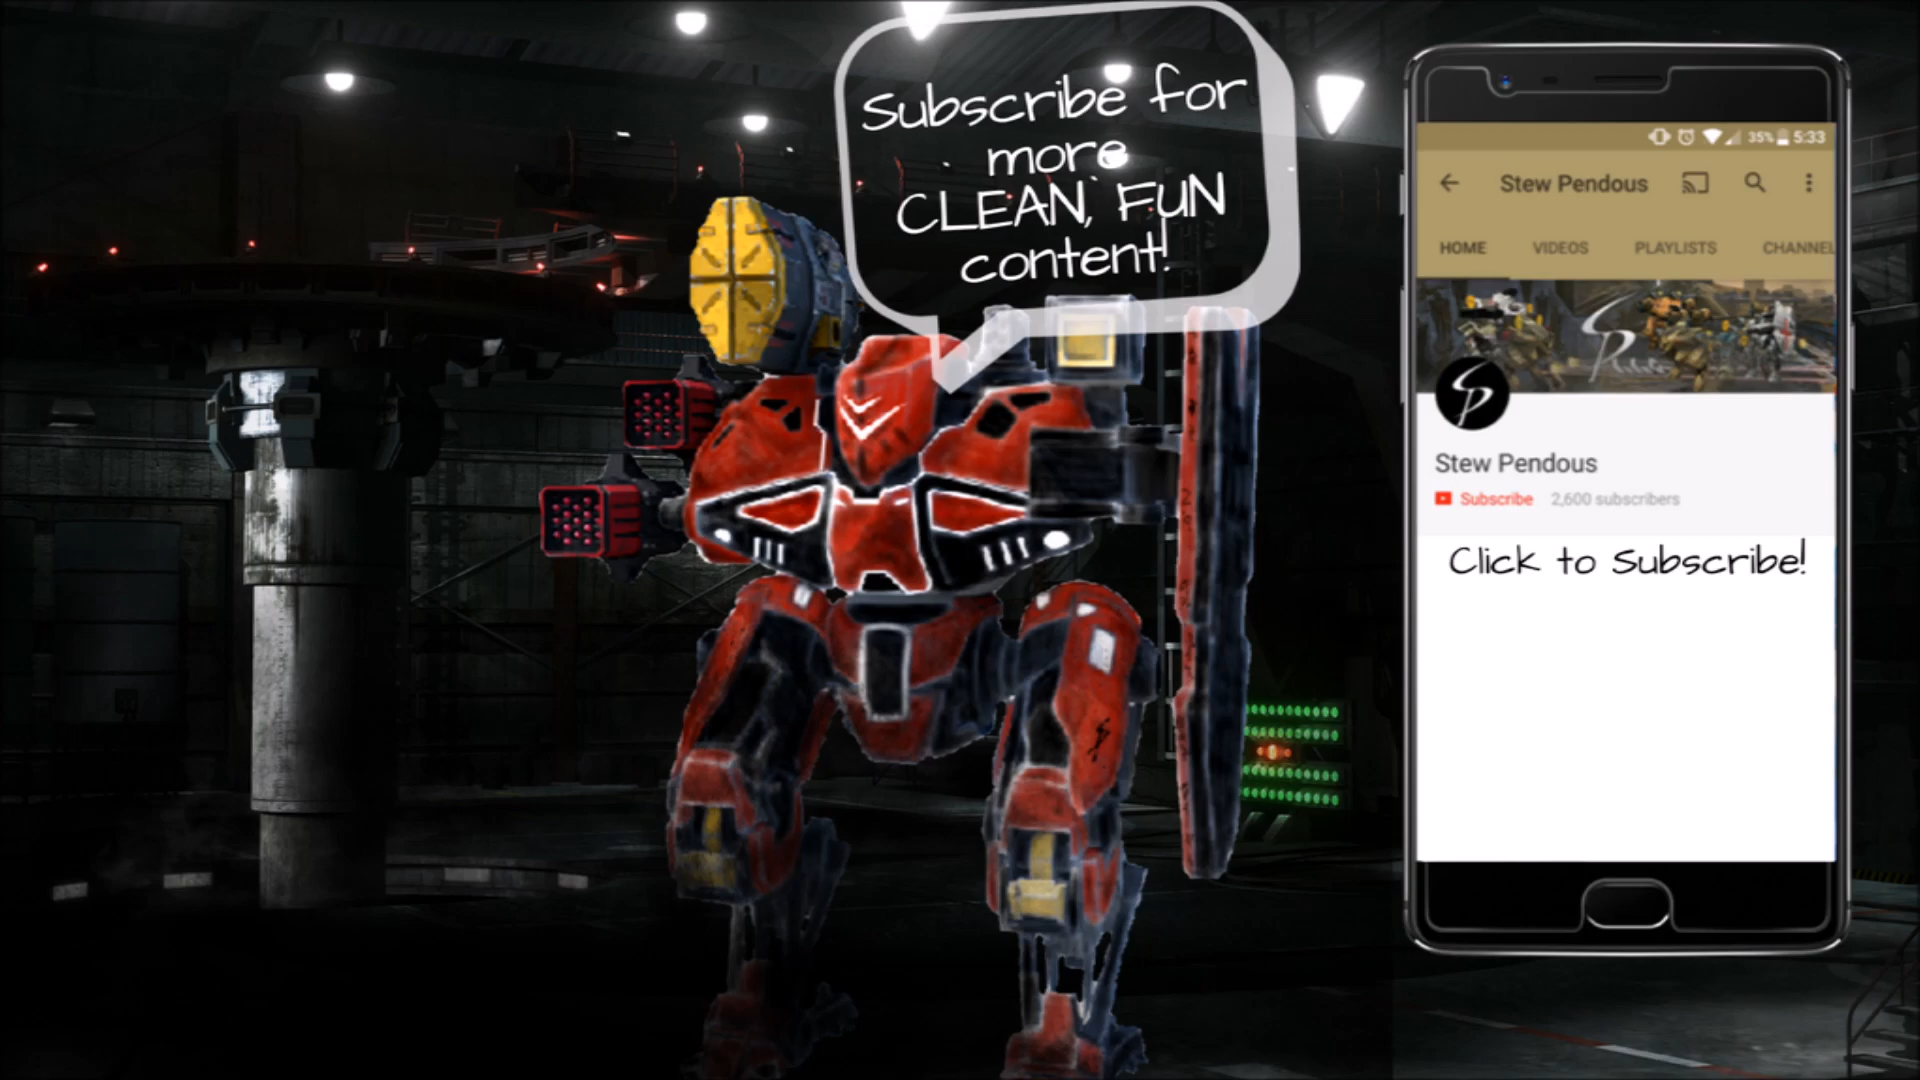 Subscribe for
more
CLEAN, FUN
content!
35% 5:33
Stew Pendous
HOME VIDEOS PLAYLISTS CHANNEL
SP
Stew Pendous
Subscribe 2,600 subscribers
Click to Subscribe!